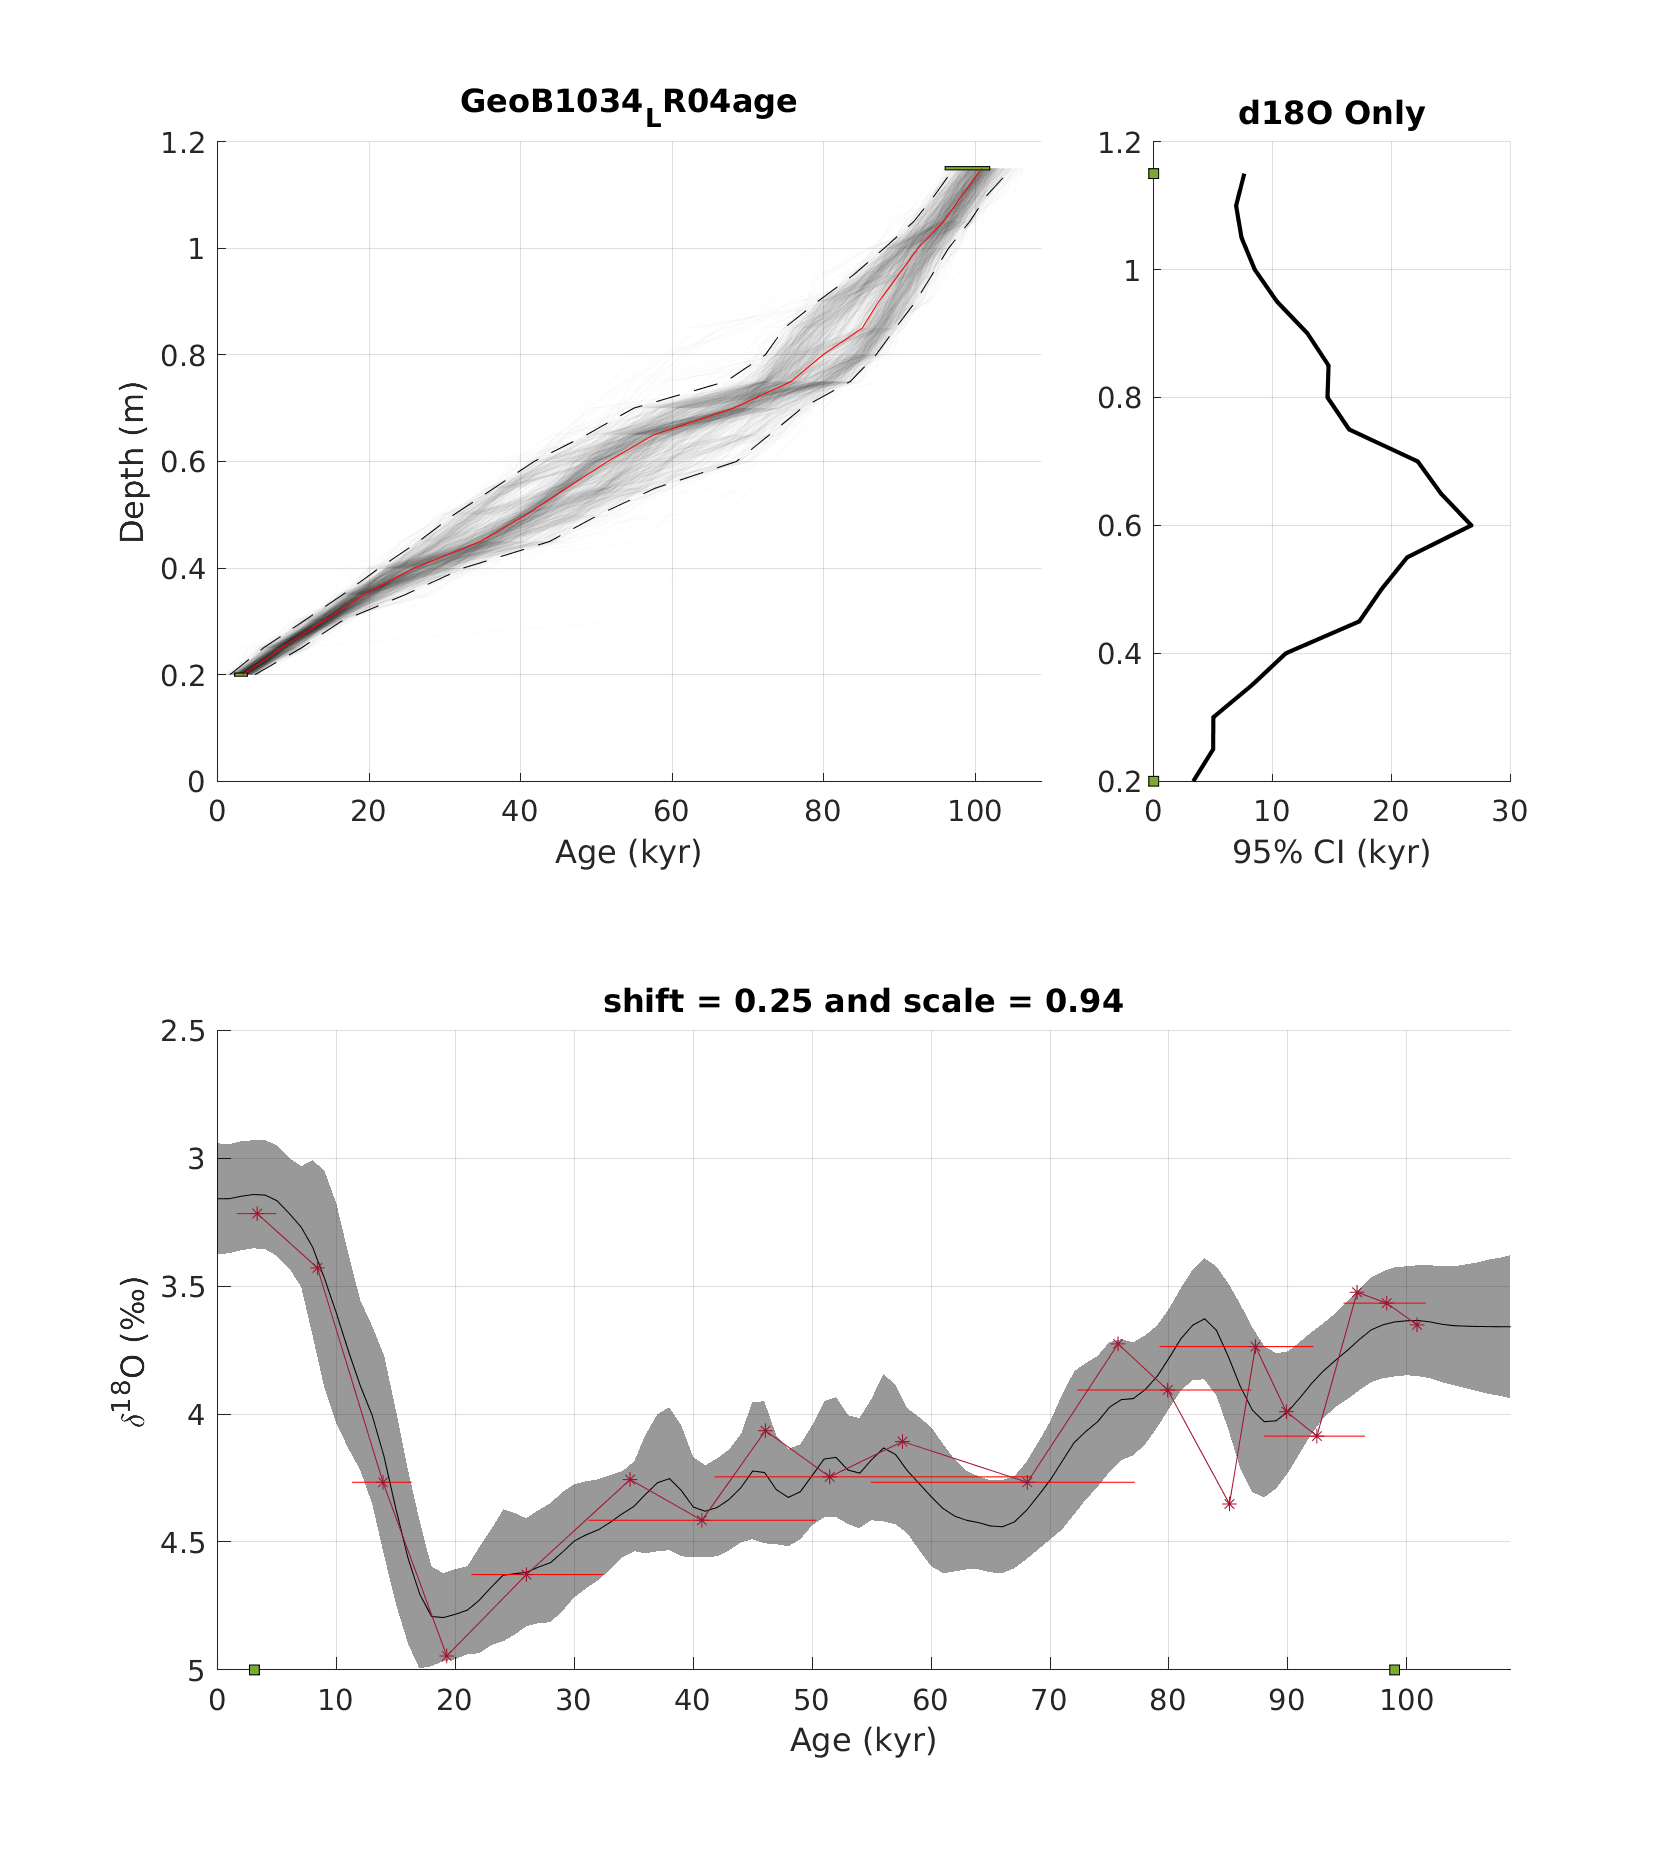 GeoB1034LR04age
d18O Only
1.2
1
0.8
0.6
0.4
0.2
0
Depth (m)
0 20 40 60 80 100
Age (kyr)
1.2
1
0.8
0.6
0.4
0.2
0 10 20 30
95% CI (kyr)
shift = 0.25 and scale = 0.94
2.5
3
3.5
4
4.5
5
δ18O (‰)
0 10 20 30 40 50 60 70 80 90 100
Age (kyr)